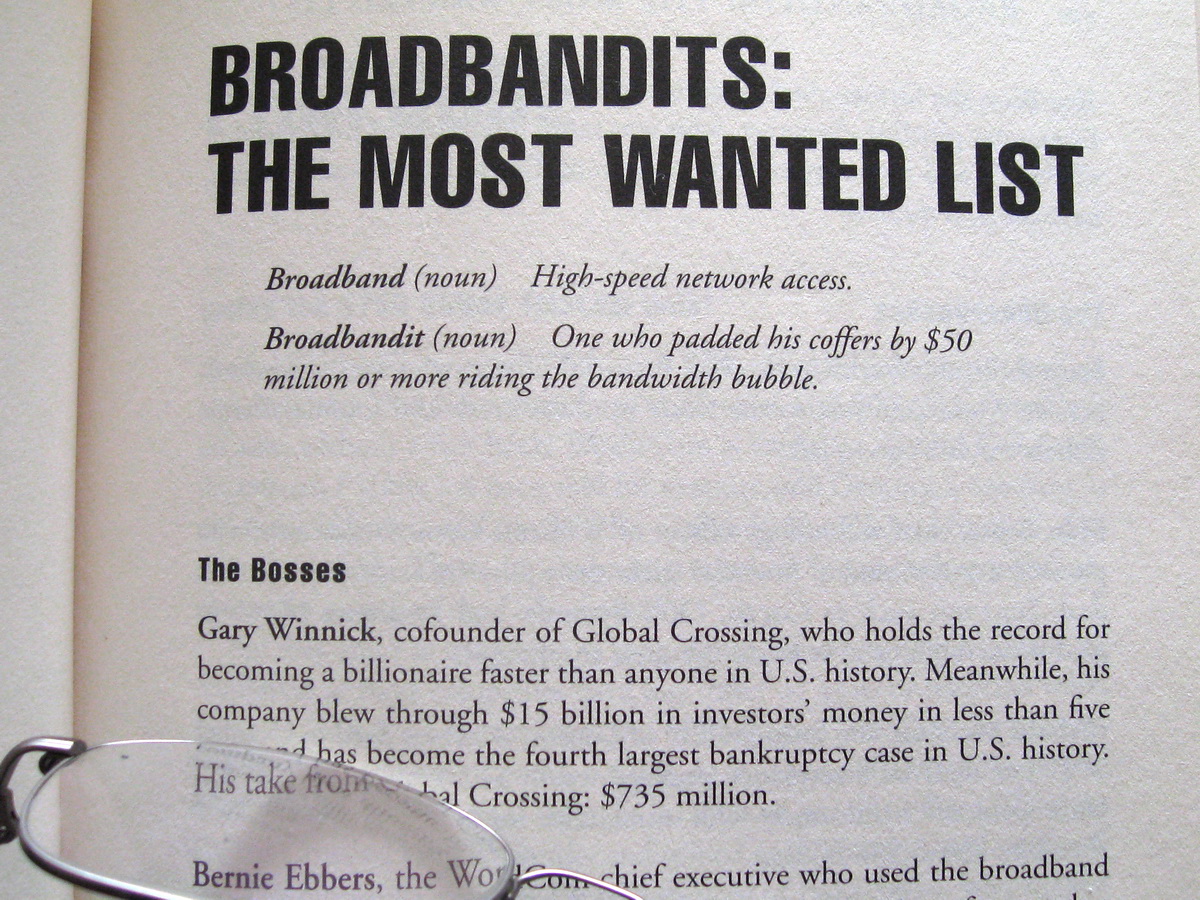 BROADBANDITS:
THE MOST WANTED LIST
Broadband (noun) High-speed network access.
Broadbandit (noun) One who padded his coffers by $50
million or more riding the bandwidth bubble.
The Bosses
Gary Winnick, cofounder of Global Crossing, who holds the record for
becoming a billionaire faster than anyone in U.S. history. Meanwhile, his
company blew through $15 billion in investors’ money in less than five
has become the fourth largest bankruptcy case in U.S. history.
His take from Global Crossing: $735 million.
Bernie Ebbers, the WorldCom chief executive who used the broadband